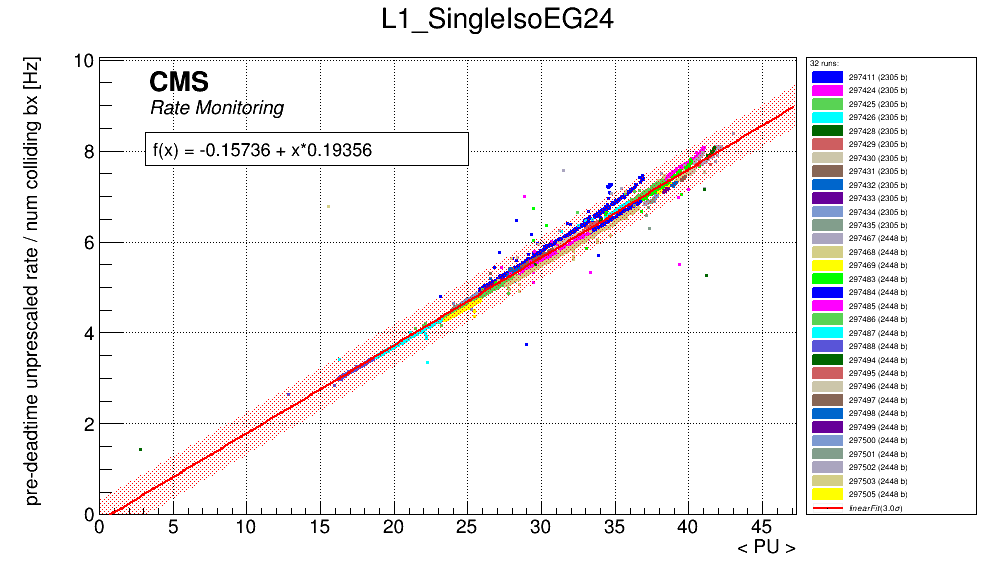 L1_SingleIsoEG24
pre-deadtime unprescaled rate / num colliding bx [Hz]
10
8
6
4
2
0
CMS
Rate Monitoring
f(x) = -0.15736 + x*0.19356
0 5 10 15 20 25 30 35 40 45
< PU >
32 runs:
297411 (2305 b)
297424 (2305 b)
297425 (2305 b)
297426 (2305 b)
297428 (2305 b)
297429 (2305 b)
297430 (2305 b)
297431 (2305 b)
297432 (2305 b)
297433 (2305 b)
297434 (2305 b)
297435 (2305 b)
297467 (2448 b)
297468 (2448 b)
297469 (2448 b)
297483 (2448 b)
297484 (2448 b)
297485 (2448 b)
297486 (2448 b)
297487 (2448 b)
297488 (2448 b)
297494 (2448 b)
297495 (2448 b)
297496 (2448 b)
297497 (2448 b)
297498 (2448 b)
297499 (2448 b)
297500 (2448 b)
297501 (2448 b)
297502 (2448 b)
297503 (2448 b)
297505 (2448 b)
linearFit(3.0σ)